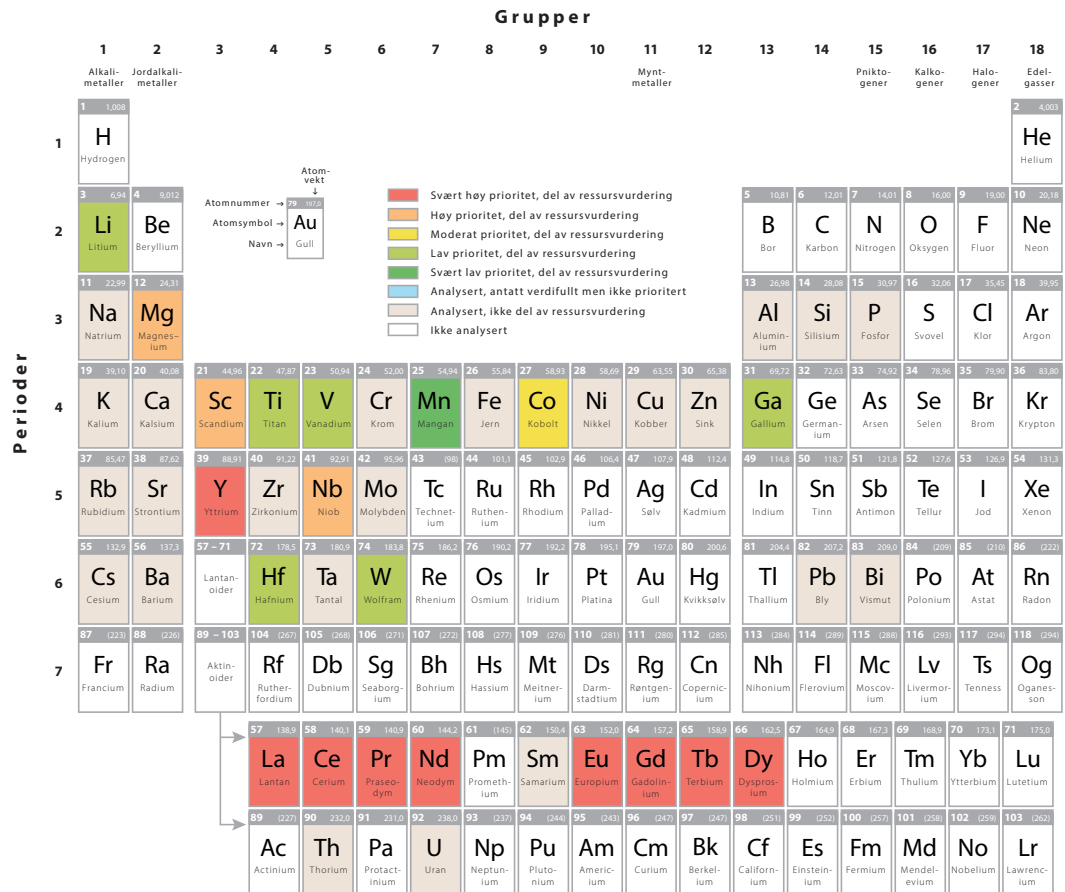 Grupper
1 2 3 4 5 6 7 8 9 10 11 12 13 14 15 16 17 18
Alkali-
metaller
Jordalkali-
metaller
Mynt-
metaller
Pnikto-
gener
Kalko-
gener
Halo-
gener
Edel-
gasser
Perioder
1
1 1,008
H
Hydrogen
2 4,003
He
Helium
Atom-
vekt
Atomnummer → 79 197,0
Atomsymbol → Au
Navn → Gull
Svært høy prioritet, del av ressursvurdering
Høy prioritet, del av ressursvurdering
Moderat prioritet, del av ressursvurdering
Lav prioritet, del av ressursvurdering
Svært lav prioritet, del av ressursvurdering
Analysert, antatt verdifullt men ikke prioritert
Analysert, ikke del av ressursvurdering
Ikke analysert
2
3 6,94
Li
Litium
4 9,012
Be
Beryllium
5 10,81
B
Bor
6 12,01
C
Karbon
7 14,01
N
Nitrogen
8 16,00
O
Oksygen
9 19,00
F
Fluor
10 20,18
Ne
Neon
3
11 22,99
Na
Natrium
12 24,31
Mg
Magnes–
ium
13 26,98
Al
Alumin-
ium
14 28,08
Si
Silisium
15 30,97
P
Fosfor
16 32,06
S
Svovel
17 35,45
Cl
Klor
18 39,95
Ar
Argon
4
19 39,10
K
Kalium
20 40,08
Ca
Kalsium
21 44,96
Sc
Scandium
22 47,87
Ti
Titan
23 50,94
V
Vanadium
24 52,00
Cr
Krom
25 54,94
Mn
Mangan
26 55,84
Fe
Jern
27 58,93
Co
Kobolt
28 58,69
Ni
Nikkel
29 63,55
Cu
Kobber
30 65,38
Zn
Sink
31 69,72
Ga
Gallium
32 72,63
Ge
German-
ium
33 74,92
As
Arsen
34 78,96
Se
Selen
35 79,90
Br
Brom
36 83,80
Kr
Krypton
5
37 85,47
Rb
Rubidium
38 87,62
Sr
Strontium
39 88,91
Y
Yttrium
40 91,22
Zr
Zirkonium
41 92,91
Nb
Niob
42 95,96
Mo
Molybden
43 (98)
Tc
Technet-
ium
44 101,1
Ru
Ruthen-
ium
45 102,9
Rh
Rhodium
46 106,4
Pd
Pallad-
ium
47 107,9
Ag
Sølv
48 112,4
Cd
Kadmium
49 114,8
In
Indium
50 118,7
Sn
Tinn
51 121,8
Sb
Antimon
52 127,6
Te
Tellur
53 126,9
I
Jod
54 131,3
Xe
Xenon
6
55 132,9
Cs
Cesium
56 137,3
Ba
Barium
57 – 71
Lantan-
oider
72 178,5
Hf
Hafnium
73 180,9
Ta
Tantal
74 183,8
W
Wolfram
75 186,2
Re
Rhenium
76 190,2
Os
Osmium
77 192,2
Ir
Iridium
78 195,1
Pt
Platina
79 197,0
Au
Gull
80 200,6
Hg
Kvikksølv
81 204,4
Tl
Thallium
82 207,2
Pb
Bly
83 209,0
Bi
Vismut
84 (209)
Po
Polonium
85 (210)
At
Astat
86 (222)
Rn
Radon
7
87 (223)
Fr
Francium
88 (226)
Ra
Radium
89 – 103
Aktin-
oider
104 (267)
Rf
Ruther-
fordium
105 (268)
Db
Dubnium
106 (271)
Sg
Seaborg-
ium
107 (272)
Bh
Bohrium
108 (277)
Hs
Hassium
109 (276)
Mt
Meitner-
ium
110 (281)
Ds
Darm-
stadtium
111 (280)
Rg
Røntgen-
ium
112 (285)
Cn
Copernic-
ium
113 (284)
Nh
Nihonium
114 (289)
Fl
Flerovium
115 (288)
Mc
Moscov-
ium
116 (293)
Lv
Livermor-
ium
117 (294)
Ts
Tenness
118 (294)
Og
Oganes-
son
57 138,9
La
Lantan
58 140,1
Ce
Cerium
59 140,9
Pr
Praseo-
dym
60 144,2
Nd
Neodym
61 (145)
Pm
Prometh-
ium
62 150,4
Sm
Samarium
63 152,0
Eu
Europium
64 157,2
Gd
Gadolin-
ium
65 158,9
Tb
Terbium
66 162,5
Dy
Dyspros-
ium
67 164,9
Ho
Holmium
68 167,3
Er
Erbium
69 168,9
Tm
Thulium
70 173,1
Yb
Ytterbium
71 175,0
Lu
Lutetium
89 (227)
Ac
Actinium
90 232,0
Th
Thorium
91 231,0
Pa
Protact-
inium
92 238,0
U
Uran
93 (237)
Np
Neptun-
ium
94 (244)
Pu
Pluto-
nium
95 (243)
Am
Americ-
ium
96 (247)
Cm
Curium
97 (247)
Bk
Berkel-
ium
98 (251)
Cf
Californ-
ium
99 (252)
Es
Einstein-
ium
100 (257)
Fm
Fermium
101 (258)
Md
Mendel-
evium
102 (259)
No
Nobelium
103 (262)
Lr
Lawrenc-
ium